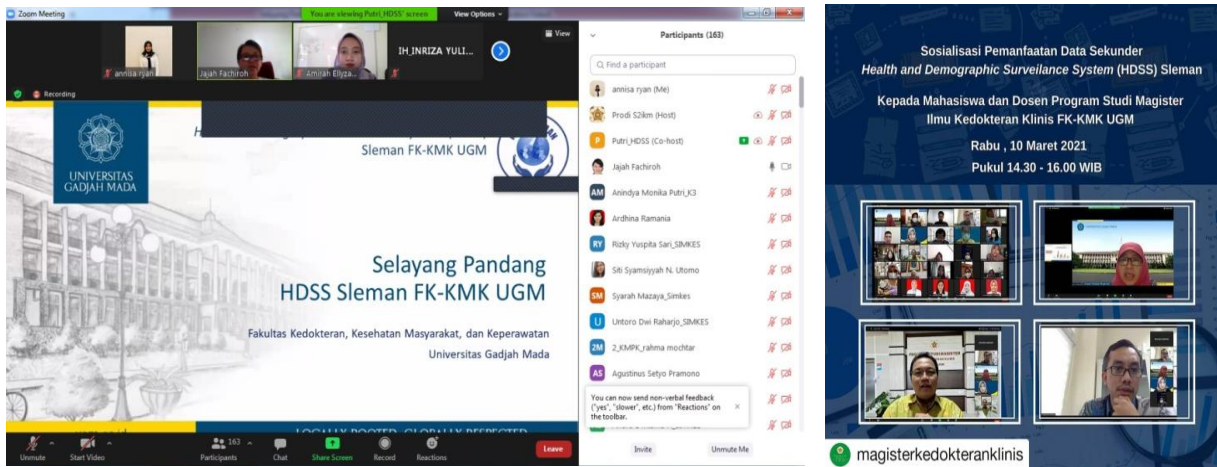 Zoom Meeting
You are viewing Putri_HDSS' screen
View Options
View
annisa ryan
Jajah Fachiroh
Amirah Ellyza...
IH_INRIZA YULI...
Recording
UNIVERSITAS
GADJAH MADA
Sleman FK-KMK UGM
Selayang Pandang
HDSS Sleman FK-KMK UGM
Fakultas Kedokteran, Kesehatan Masyarakat, dan Keperawatan
Universitas Gadjah Mada
LOCALLY ROOTED, GLOBALLY RESPECTED
Unmute
Start Video
163
Participants
Chat
Share Screen
Record
Reactions
Leave
Participants (163)
Find a participant
annisa ryan (Me)
Prodi S2ikm (Host)
P
Putri_HDSS (Co-host)
Jajah Fachiroh
AM
Anindya Monika Putri_K3
Ardhina Ramania
RY
Rizky Yuspita Sari_SIMKES
Siti Syamsiyyah N. Utomo
SM
Syarah Mazaya_Simkes
U
Untoro Dwi Raharjo_SIMKES
2M
2_KMPK_rahma mochtar
AS
Agustinus Setyo Pramono
You can now send non-verbal feedback
("yes", "slower", etc.) from "Reactions" on
the toolbar.
Invite
Unmute Me
Sosialisasi Pemanfaatan Data Sekunder
Health and Demographic Surveilance System (HDSS) Sleman
Kepada Mahasiswa dan Dosen Program Studi Magister
Ilmu Kedokteran Klinis FK-KMK UGM
Rabu , 10 Maret 2021
Pukul 14.30 - 16.00 WIB
magisterkedokteranklinis